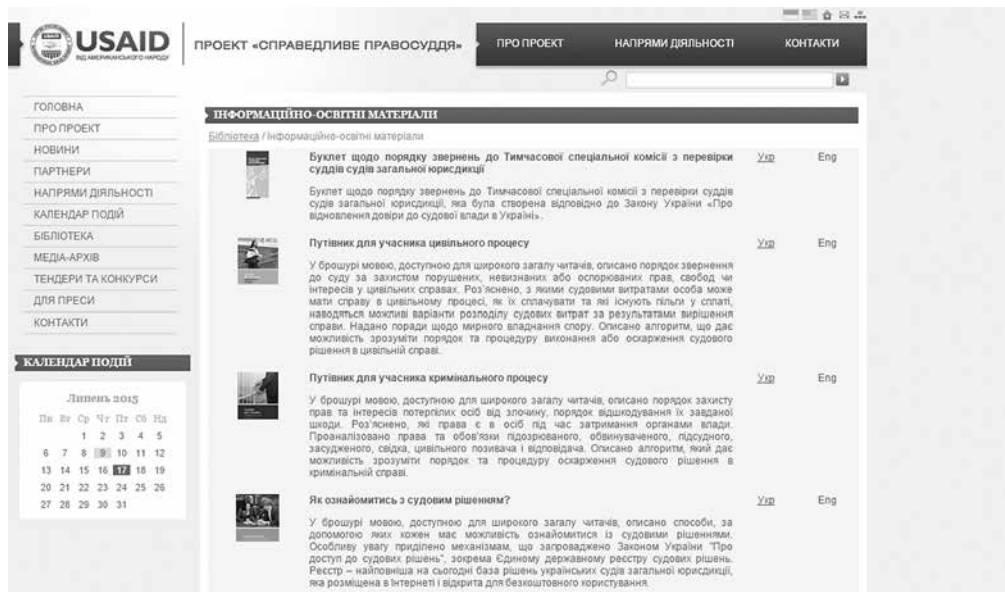 USAID
ВІД АМЕРИКАНСЬКОГО НАРОДУ
ПРОЕКТ «СПРАВЕДЛИВЕ ПРАВОСУДДЯ»
ПРО ПРОЕКТ НАПРЯМИ ДІЯЛЬНОСТІ КОНТАКТИ
ГОЛОВНА
ПРО ПРОЕКТ
НОВИНИ
ПАРТНЕРИ
НАПРЯМИ ДІЯЛЬНОСТІ
КАЛЕНДАР ПОДІЙ
БІБЛІОТЕКА
МЕДІА-АРХІВ
ТЕНДЕРИ ТА КОНКУРСИ
ДЛЯ ПРЕСИ
КОНТАКТИ
КАЛЕНДАР ПОДІЙ
Липень 2015
Пн Вт Ср Чт Пт Сб Нд
1 2 3 4 5
6 7 8 9 10 11 12
13 14 15 16 17 18 19
20 21 22 23 24 25 26
27 28 29 30 31
ІНФОРМАЦІЙНО-ОСВІТНІ МАТЕРІАЛИ
Бібліотека / Інформаційно-освітні матеріали
Буклет щодо порядку звернень до Тимчасової спеціальної комісії з перевірки Укр Eng
суддів судів загальної юрисдикції
Буклет щодо порядку звернень до Тимчасової спеціальної комісії з перевірки суддів
судів загальної юрисдикції, яка була створена відповідно до Закону України «Про
відновлення довіри до судової влади в Україні».
Путівник для учасника цивільного процесу Укр Eng
У брошурі мовою, доступною для широкого загалу читачів, описано порядок звернення
до суду за захистом порушених, невизнаних або оспорюваних прав, свобод чи
інтересів у цивільних справах. Роз'яснено, з якими судовими витратами особа може
мати справу в цивільному процесі, як їх сплачувати та які існують пільги у сплаті,
наводяться можливі варіанти розподілу судових витрат за результатами вирішення
справи. Надано поради щодо мирного владнання спору. Описано алгоритм, що дає
можливість зрозуміти порядок та процедуру виконання або оскарження судового
рішення в цивільній справі.
Путівник для учасника кримінального процесу Укр Eng
У брошурі мовою, доступною для широкого загалу читачів, описано порядок захисту
прав та інтересів потерпілих осіб від злочину, порядок відшкодування їх завданої
шкоди. Роз'яснено, які права є в осіб під час затримання органами влади.
Проаналізовано права та обов'язки підозрюваного, обвинуваченого, підсудного,
засудженого, свідка, цивільного позивача і відповідача. Описано алгоритм, який дає
можливість зрозуміти порядок та процедуру оскарження судового рішення в
кримінальній справі.
Як ознайомитись з судовим рішенням? Укр Eng
У брошурі мовою, доступною для широкого загалу читачів, описано способи, за
допомогою яких кожен має можливість ознайомитися із судовими рішеннями.
Особливу увагу приділено механізмам, що запроваджено Законом України "Про
доступ до судових рішень", зокрема Єдиному державному реєстру судових рішень.
Реєстр – найповніша на сьогодні база рішень українських судів загальної юрисдикції,
яка розміщена в Інтернеті і відкрита для безкоштовного користування.